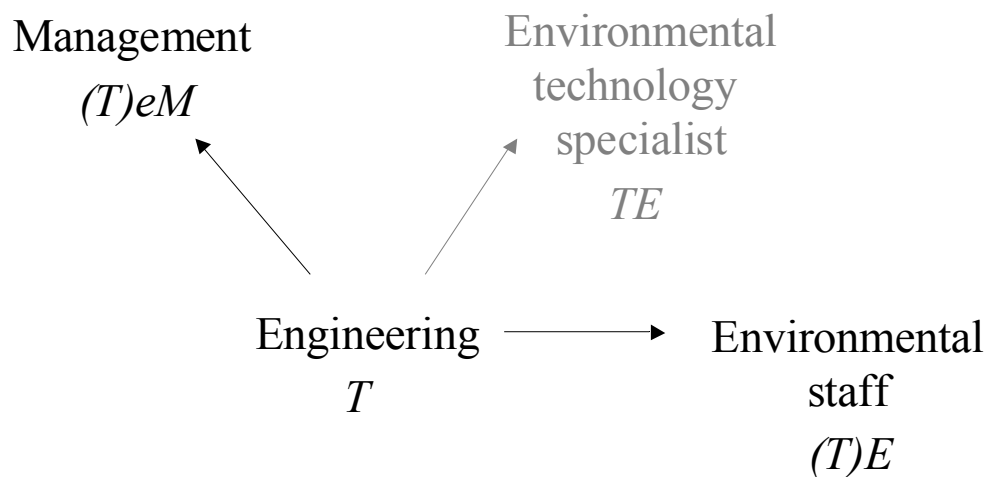 Management
(T)eM
Environmental
technology
specialist
TE
Engineering
T
Environmental
staff
(T)E